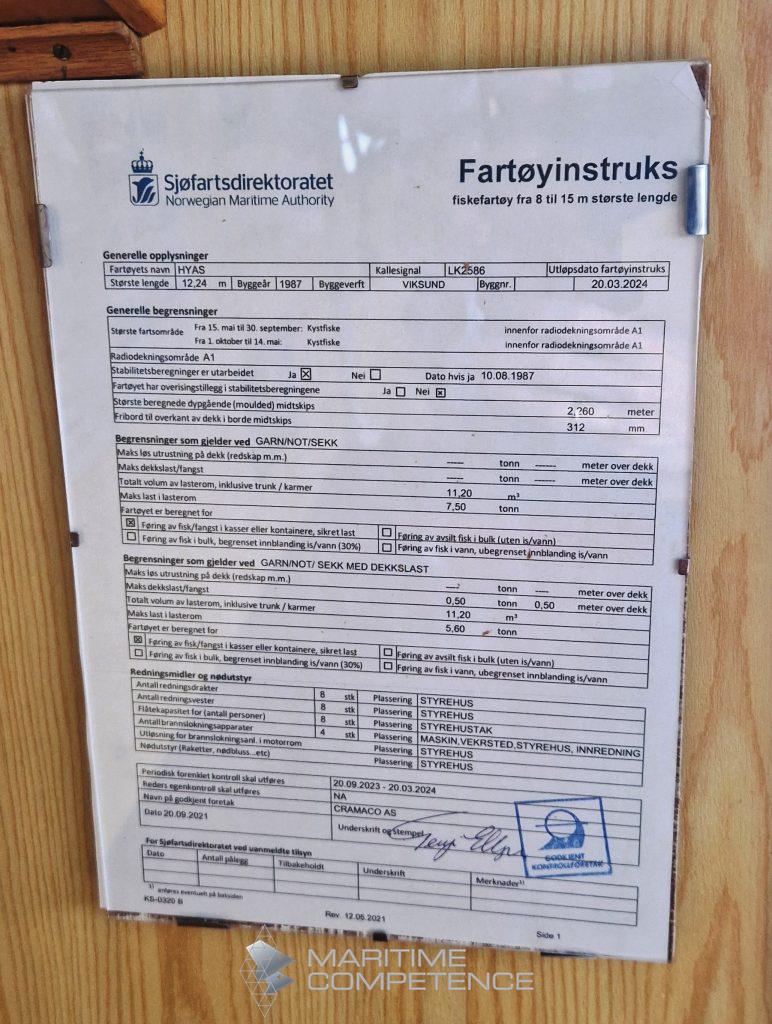 Sjøfartsdirektoratet
Norwegian Maritime Authority
Fartøyinstruks
fiskefartøy fra 8 til 15 m største lengde
Generelle opplysninger
Fartøyets navn HYAS Kallesignal LK2586 Utløpsdato fartøyinstruks
Største lengde 12,24 m Byggeår 1987 Byggeverft VIKSUND Byggnr. 20.03.2024
Generelle begrensninger
Største fartsområde Fra 15. mai til 30. september: Kystfiske innenfor radiodekningsområde A1
Fra 1. oktober til 14. mai: Kystfiske innenfor radiodekningsområde A1
Radiodekningsområde A1
Stabilitetsberegninger er utarbeidet Ja ☒ Nei ☐ Dato hvis ja 10.08.1987
Fartøyet har overisingstillegg i stabilitetsberegningene Ja ☐ Nei ☒
Største beregnede dypgående (moulded) midtskips 2,260 meter
Fribord til overkant av dekk i borde midtskips 312 mm
Begrensninger som gjelder ved GARN/NOT/SEKK
Maks løs utrustning på dekk (redskap m.m.) ----- tonn ------ meter over dekk
Maks dekkslast/fangst ----- tonn ------ meter over dekk
Totalt volum av lasterom, inklusive trunk / karmer 11,20 m³
Maks last i lasterom 7,50 tonn
Fartøyet er beregnet for
☒ Føring av fisk/fangst i kasser eller kontainere, sikret last ☐ Føring av avsilt fisk i bulk (uten is/vann)
☐ Føring av fisk i bulk, begrenset innblanding is/vann (30%) ☐ Føring av fisk i vann, ubegrenset innblanding is/vann
Begrensninger som gjelder ved GARN/NOT/ SEKK MED DEKKSLAST
Maks løs utrustning på dekk (redskap m.m.) ---- tonn ---- meter over dekk
Maks dekkslast/fangst 0,50 tonn 0,50 meter over dekk
Totalt volum av lasterom, inklusive trunk / karmer 11,20 m³
Maks last i lasterom 5,60 tonn
Fartøyet er beregnet for
☒ Føring av fisk/fangst i kasser eller kontainere, sikret last ☐ Føring av avsilt fisk i bulk (uten is/vann)
☐ Føring av fisk i bulk, begrenset innblanding is/vann (30%) ☐ Føring av fisk i vann, ubegrenset innblanding is/vann
Redningsmidler og nødutstyr
Antall redningsdrakter 8 stk Plassering STYREHUS
Antall redningsvester 8 stk Plassering STYREHUS
Flåtekapasitet for (antall personer) 8 stk Plassering STYREHUSTAK
Antall brannslokningsapparater 4 stk Plassering MASKIN,VEKRSTED,STYREHUS, INNREDNING
Utløsning for brannslokningsanl. i motorrom Plassering STYREHUS
Nødutstyr (Raketter, nødbluss...etc) Plassering STYREHUS
Periodisk forenklet kontroll skal utføres 20.09.2023 - 20.03.2024
Reders egenkontroll skal utføres NA
Navn på godkjent foretak CRAMACO AS
Dato 20.09.2021 Underskrift og stempel
GODKJENT
KONTROLLFORETAK
For Sjøfartsdirektoratet ved uanmeldte tilsyn
Dato Antall pålegg Tilbakeholdt Underskrift Merknader¹⁾
¹⁾ anføres eventuelt på baksiden
KS-0320 B Rev. 12.05.2021 Side 1
MARITIME
COMPETENCE